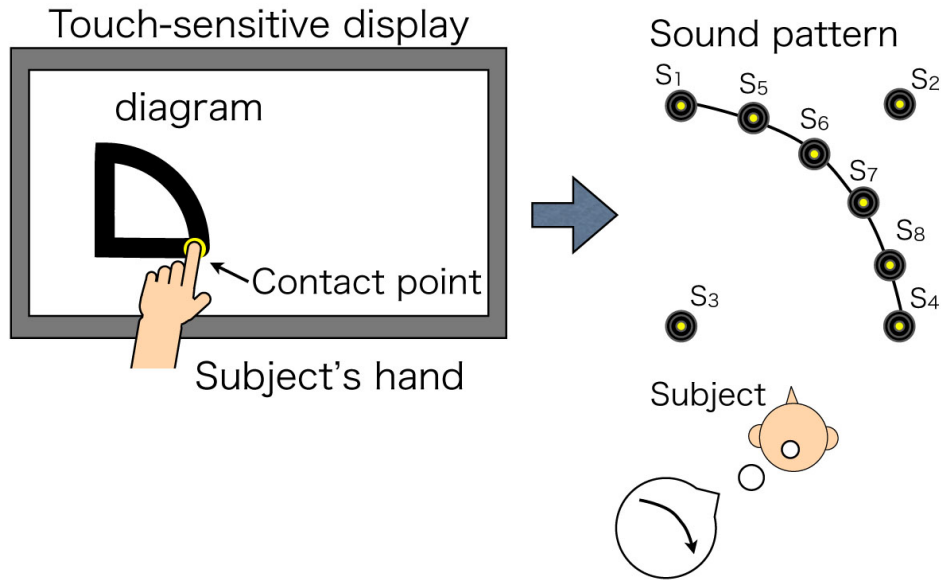 Touch-sensitive display
diagram
Contact point
Subject's hand
Sound pattern
S1
S5
S2
S6
S7
S8
S3
S4
Subject